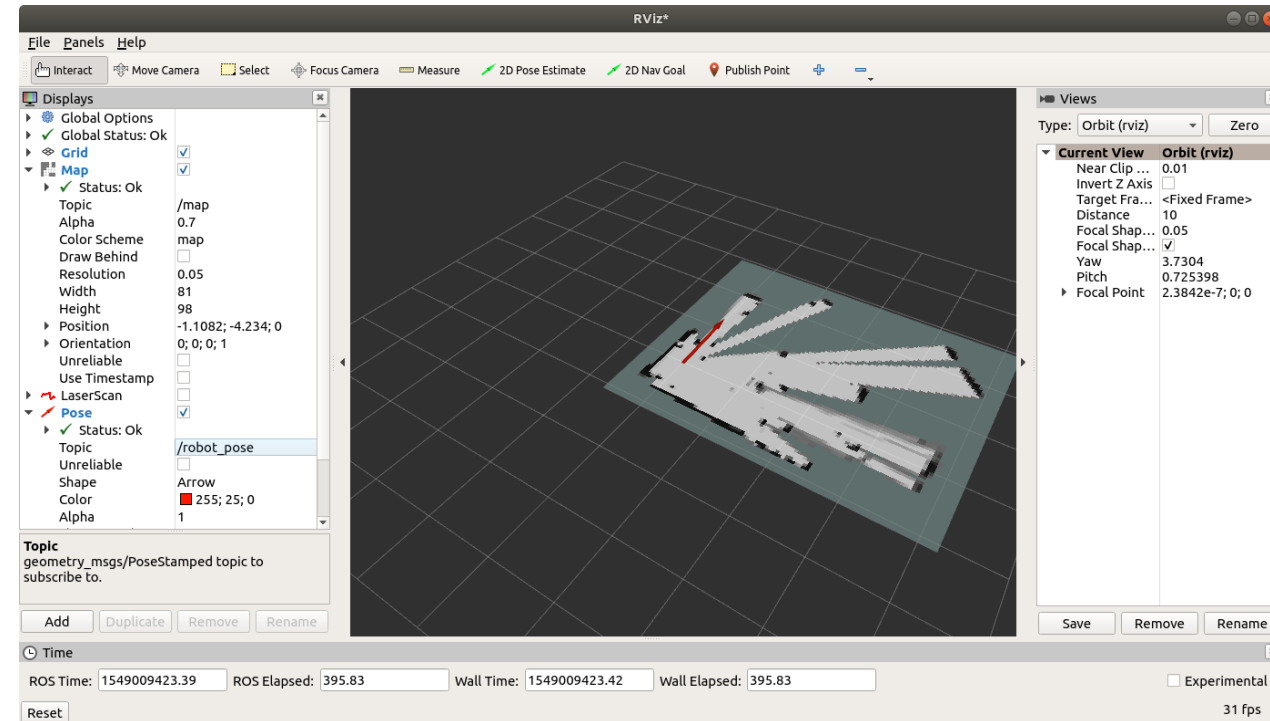 RViz*
File Panels Help
Interact Move Camera Select Focus Camera Measure 2D Pose Estimate 2D Nav Goal Publish Point
Displays
Global Options
Global Status: Ok
Grid
Map
Status: Ok
Topic /map
Alpha 0.7
Color Scheme map
Draw Behind
Resolution 0.05
Width 81
Height 98
Position -1.1082; -4.234; 0
Orientation 0; 0; 0; 1
Unreliable
Use Timestamp
LaserScan
Pose
Status: Ok
Topic /robot_pose
Unreliable
Shape Arrow
Color 255; 25; 0
Alpha 1
Topic
geometry_msgs/PoseStamped topic to
subscribe to.
Add Duplicate Remove Rename
Views
Type: Orbit (rviz) Zero
Current View Orbit (rviz)
Near Clip ... 0.01
Invert Z Axis
Target Fra... <Fixed Frame>
Distance 10
Focal Shap... 0.05
Focal Shap...
Yaw 3.7304
Pitch 0.725398
Focal Point 2.3842e-7; 0; 0
Save Remove Rename
Time
ROS Time: 1549009423.39 ROS Elapsed: 395.83 Wall Time: 1549009423.42 Wall Elapsed: 395.83 Experimental
Reset 31 fps